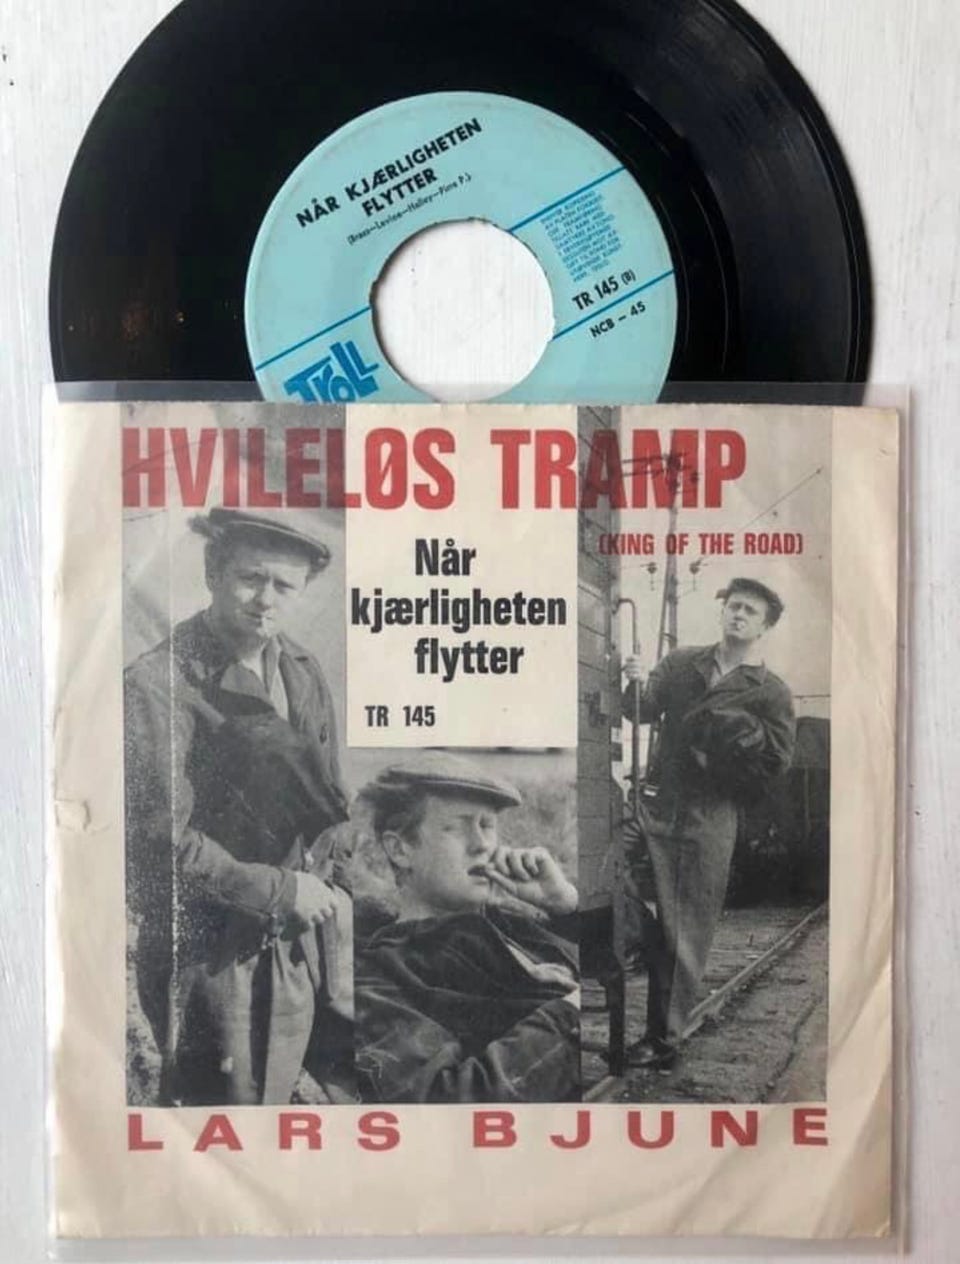 NÅR KJÆRLIGHETEN
FLYTTER
TR 145 (B)
NCB - 45
TROLL
HVILELØS TRAMP
(KING OF THE ROAD)
Når
kjærligheten
flytter
TR 145
LARS BJUNE